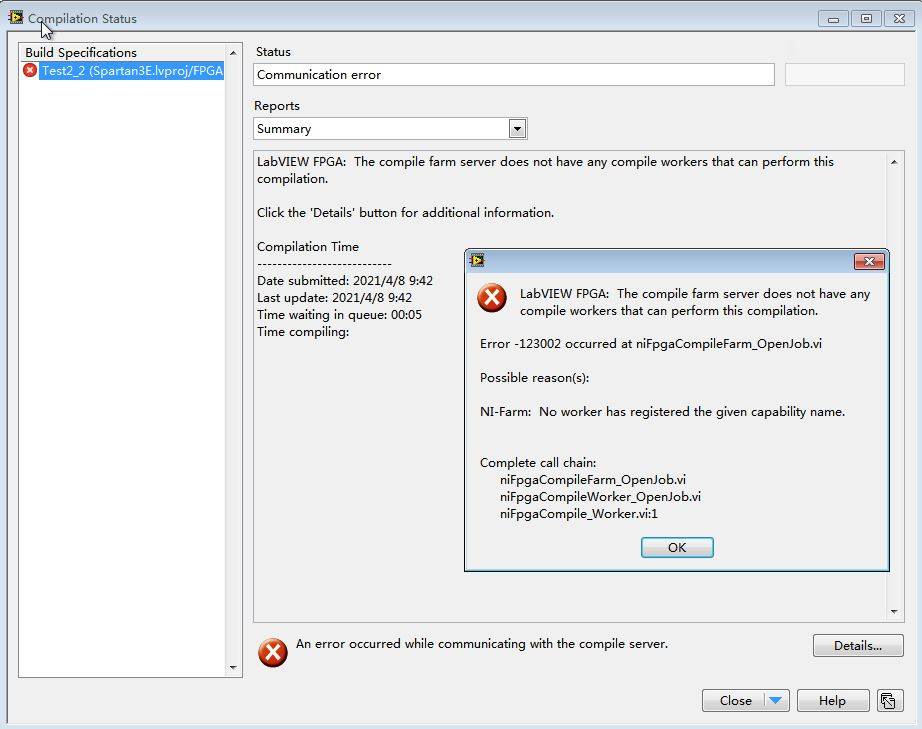 Compilation Status
Build Specifications
Test2_2 (Spartan3E.lvproj/FPGA
Status
Communication error
Reports
Summary
LabVIEW FPGA:  The compile farm server does not have any compile workers that can perform this
compilation.
Click the 'Details' button for additional information.
Compilation Time
---------------------------
Date submitted: 2021/4/8 9:42
Last update: 2021/4/8 9:42
Time waiting in queue: 00:05
Time compiling:
LabVIEW FPGA:  The compile farm server does not have any
compile workers that can perform this compilation.
Error -123002 occurred at niFpgaCompileFarm_OpenJob.vi
Possible reason(s):
NI-Farm:  No worker has registered the given capability name.
Complete call chain:
niFpgaCompileFarm_OpenJob.vi
niFpgaCompileWorker_OpenJob.vi
niFpgaCompile_Worker.vi:1
OK
An error occurred while communicating with the compile server.
Details...
Close
Help